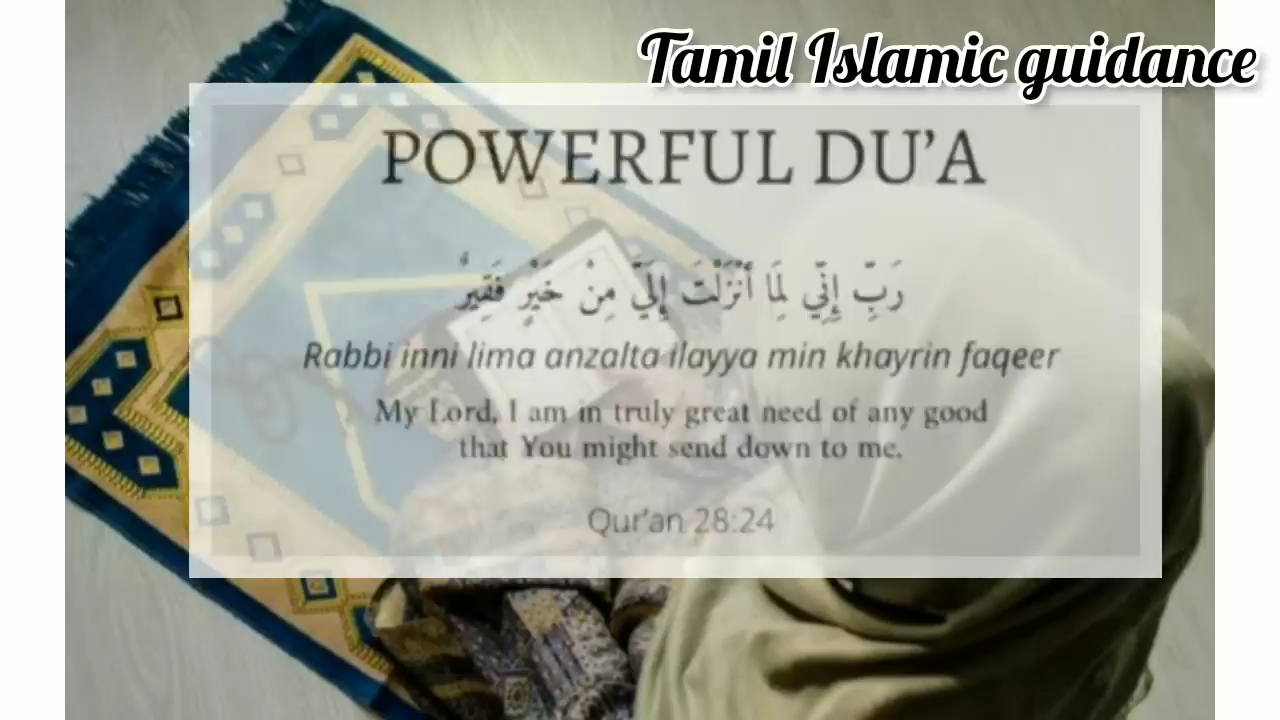 Tamil Islamic guidance
POWERFUL DU'A
رَبِّ إِنِّي لِمَا أَنْزَلْتَ إِلَيَّ مِنْ خَيْرٍ فَقِيرٌ
Rabbi inni lima anzalta ilayya min khayrin faqeer
My Lord, I am in truly great need of any good
that You might send down to me.
Qur'an 28:24